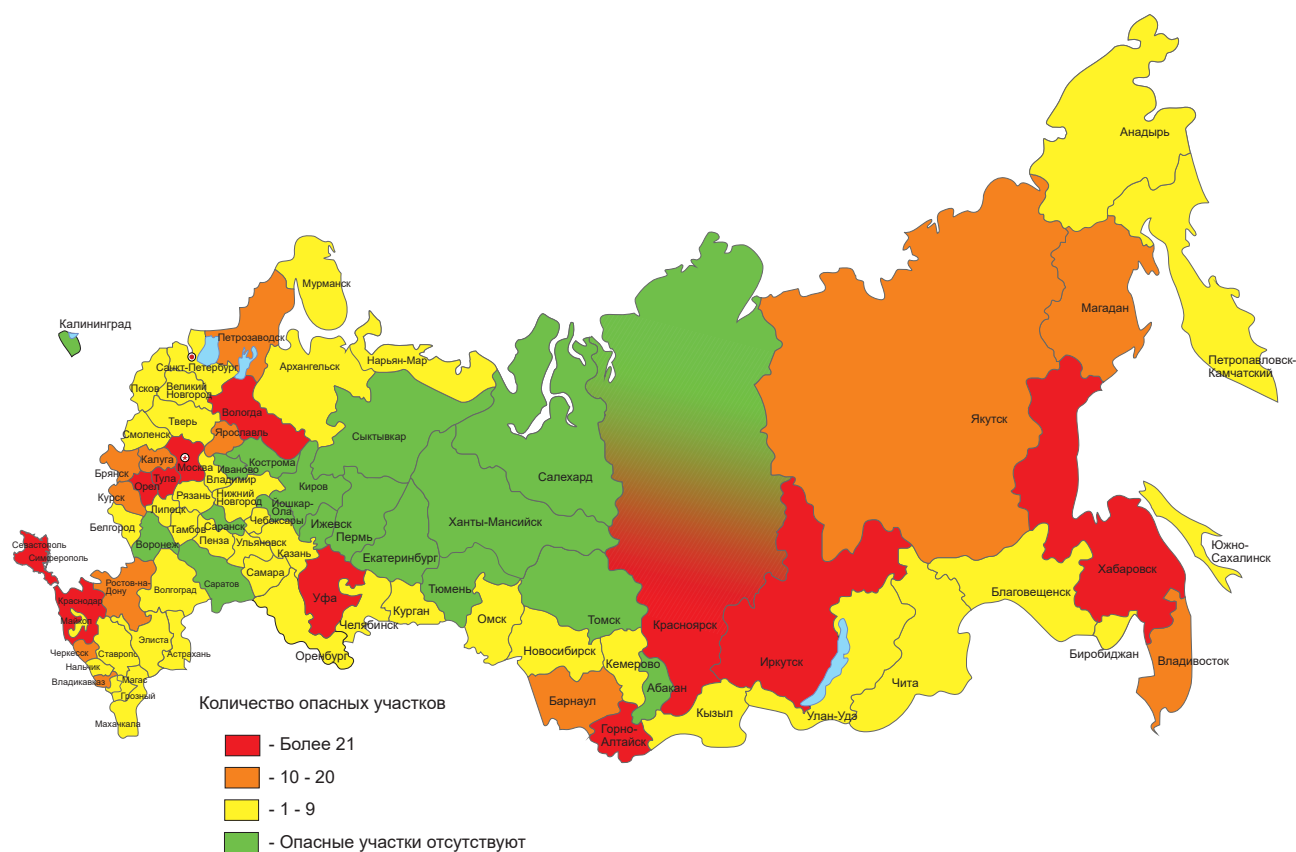 Анадырь
Мурманск
Магадан
Калининград
Петрозаводск
Нарьян-Мар
Петропавловск-
Камчатский
Санкт-Петербург
Архангельск
Псков
Великий
Новгород
Вологда
Якутск
Тверь
Смоленск
Ярославль
Сыктывкар
Калуга
Москва
Кострома
Иваново
Брянск
Тула
Владимир
Салехард
Орел
Киров
Курск
Рязань
Нижний
Новгород
Йошкар-
Ола
Липецк
Чебоксары
Ижевск
Ханты-Мансийск
Белгород
Тамбов
Саранск
Пермь
Пенза
Ульяновск
Воронеж
Казань
Екатеринбург
Южно-
Сахалинск
Севастополь
Симферополь
Хабаровск
Самара
Ростов-на-
Дону
Волгоград
Саратов
Тюмень
Благовещенск
Краснодар
Уфа
Курган
Омск
Томск
Красноярск
Майкоп
Челябинск
Элиста
Новосибирск
Биробиджан
Черкесск
Ставрополь
Астрахань
Оренбург
Кемерово
Иркутск
Владивосток
Нальчик
Владикавказ
Магас
Грозный
Абакан
Чита
Барнаул
Кызыл
Улан-Удэ
Махачкала
Горно-
Алтайск
Количество опасных участков
- Более 21
- 10 - 20
- 1 - 9
- Опасные участки отсутствуют